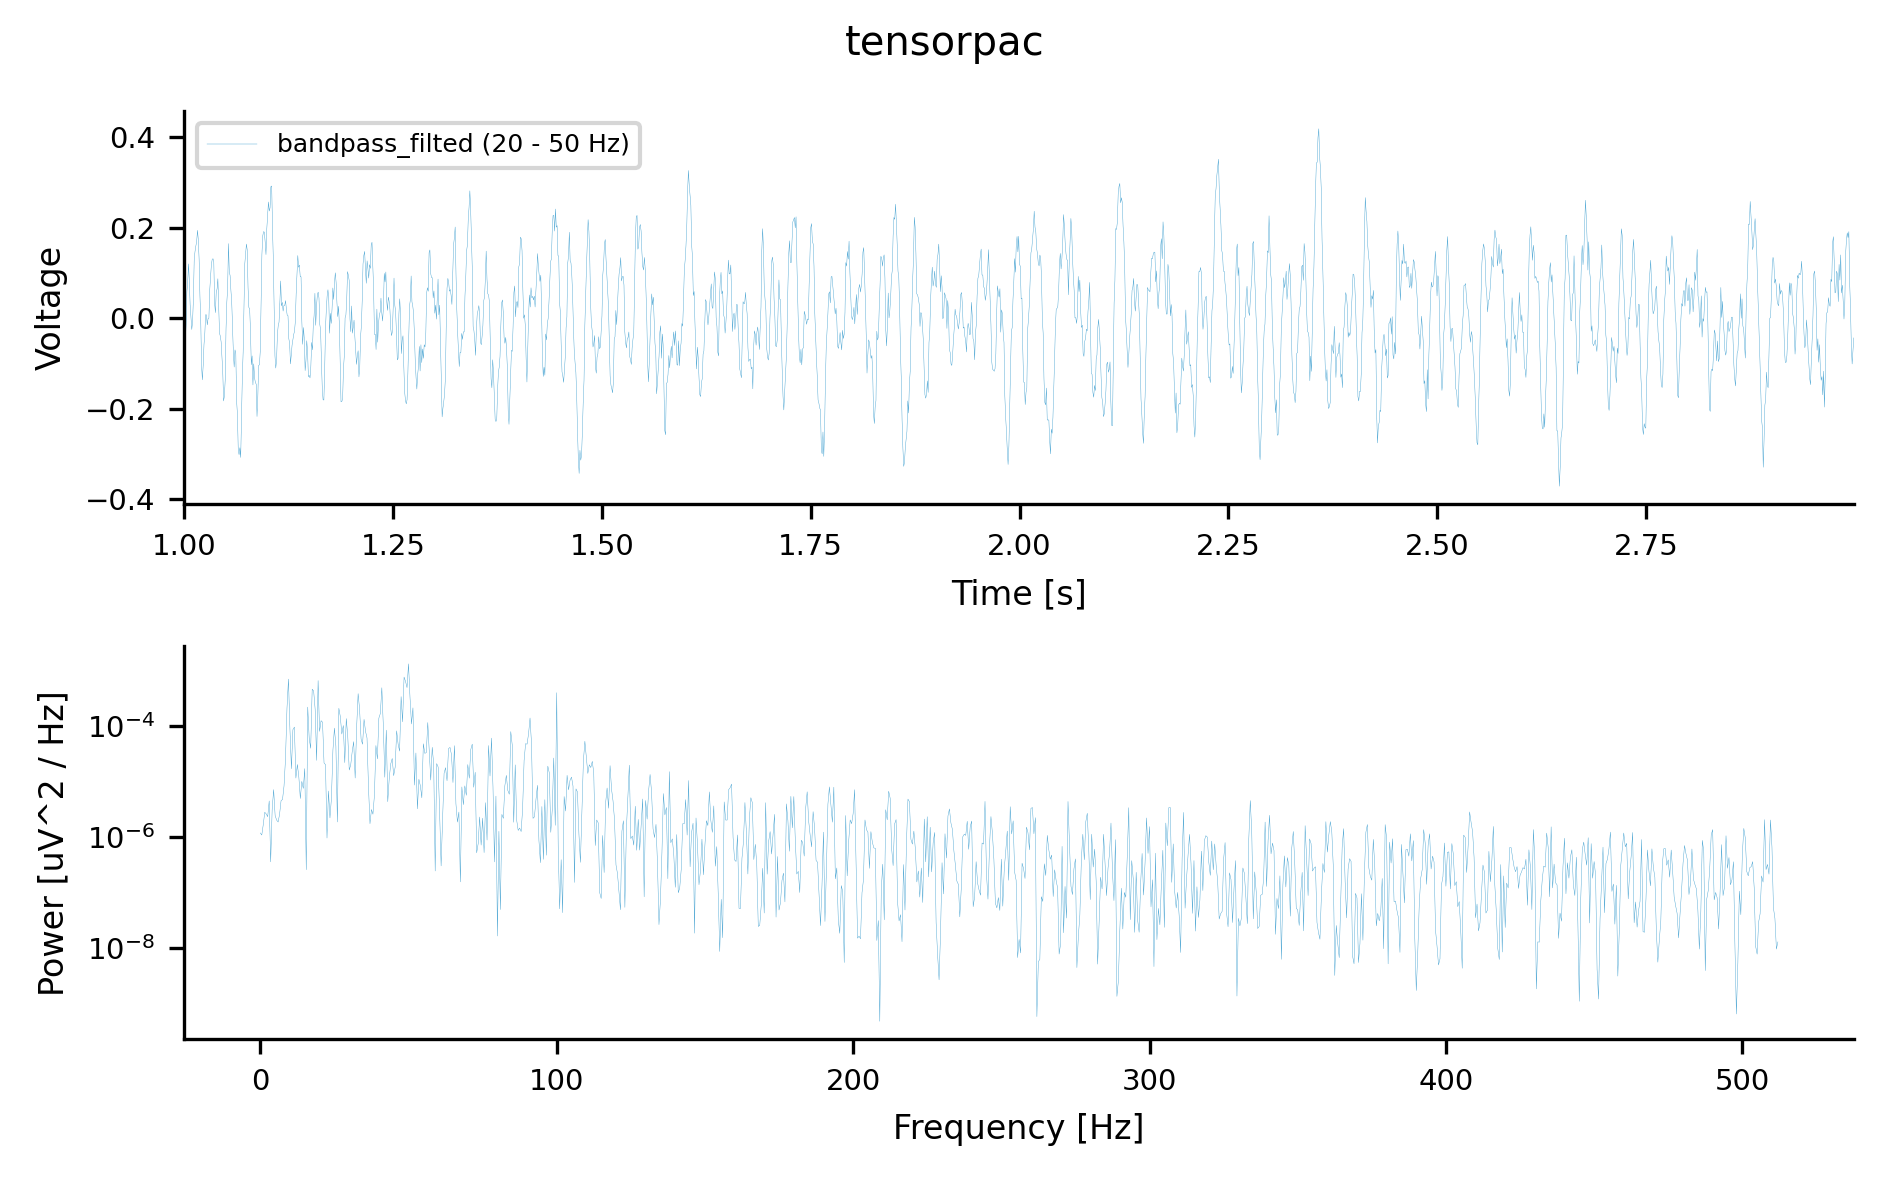 tensorpac
bandpass_filted (20 - 50 Hz)
0.4
0.2
0.0
−0.2
−0.4
Voltage
1.00 1.25 1.50 1.75 2.00 2.25 2.50 2.75
Time [s]
10⁻⁴
10⁻⁶
10⁻⁸
Power [uV^2 / Hz]
0 100 200 300 400 500
Frequency [Hz]